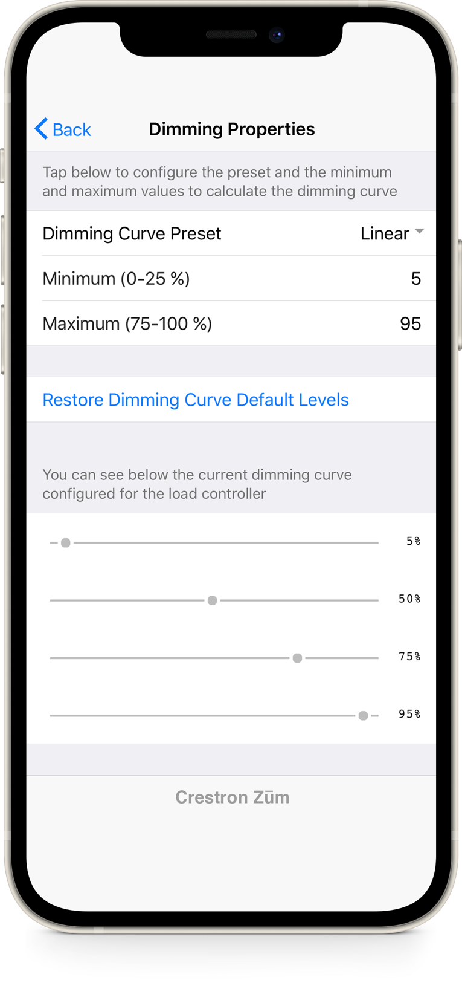 Back
Dimming Properties
Tap below to configure the preset and the minimum
and maximum values to calculate the dimming curve
Dimming Curve Preset Linear
Minimum (0-25 %) 5
Maximum (75-100 %) 95
Restore Dimming Curve Default Levels
You can see below the current dimming curve
configured for the load controller
5%
50%
75%
95%
Crestron Zūm